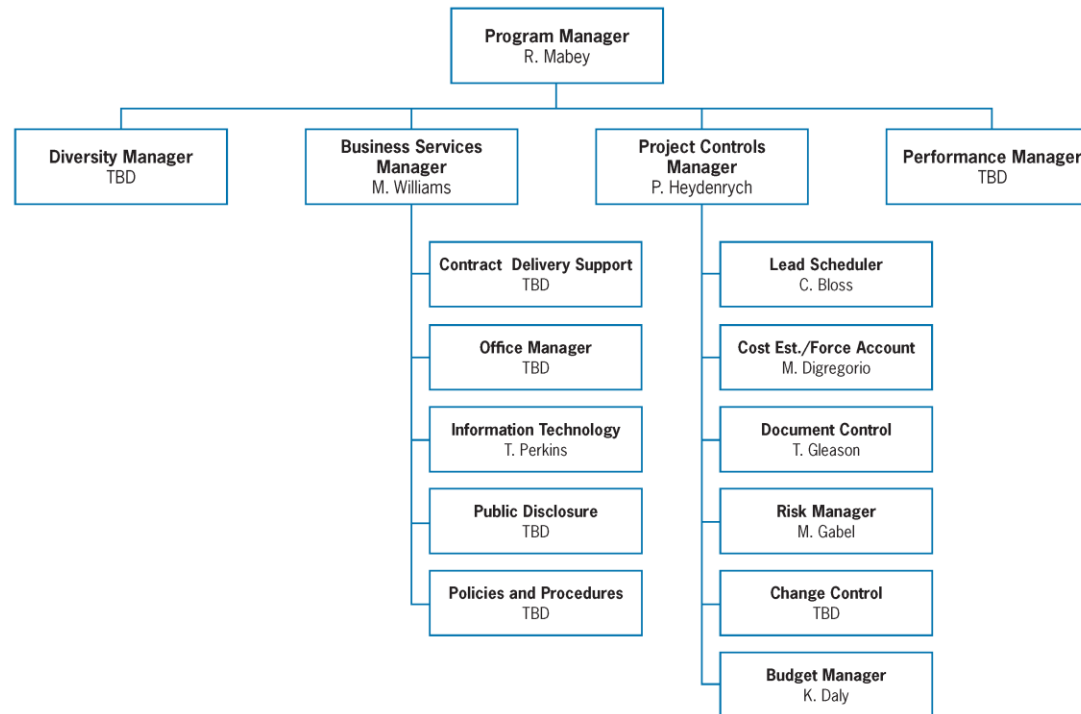 Program Manager
R. Mabey
Diversity Manager
TBD
Business Services
Manager
M. Williams
Project Controls
Manager
P. Heydenrych
Performance Manager
TBD
Contract Delivery Support
TBD
Office Manager
TBD
Information Technology
T. Perkins
Public Disclosure
TBD
Policies and Procedures
TBD
Lead Scheduler
C. Bloss
Cost Est./Force Account
M. Digregorio
Document Control
T. Gleason
Risk Manager
M. Gabel
Change Control
TBD
Budget Manager
K. Daly